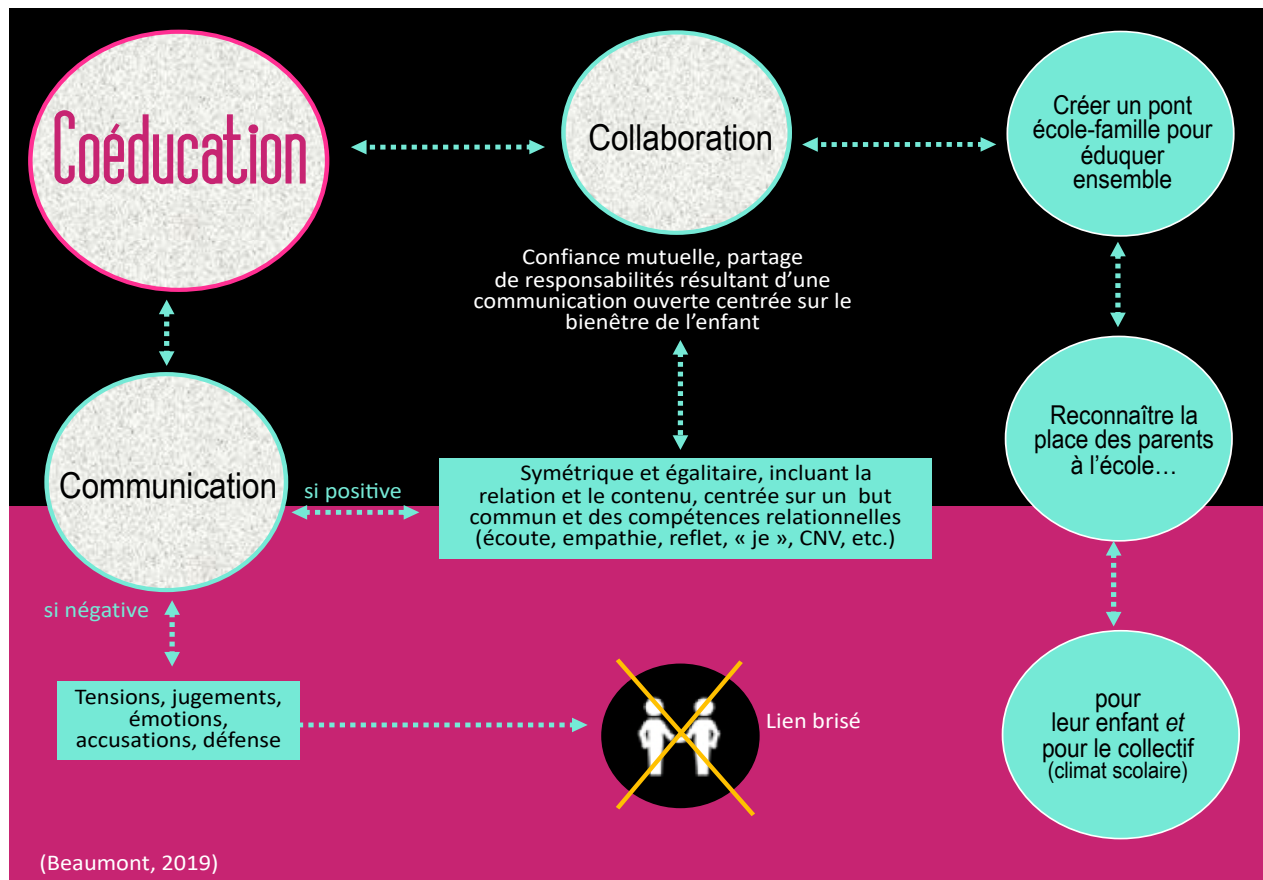 Coéducation
Collaboration
Créer un pont
école-famille pour
éduquer
ensemble
Confiance mutuelle, partage
de responsabilités résultant d’une
communication ouverte centrée sur le
bienêtre de l’enfant
Communication
si positive
Symétrique et égalitaire, incluant la
relation et le contenu, centrée sur un but
commun et des compétences relationnelles
(écoute, empathie, reflet, « je », CNV, etc.)
Reconnaître la
place des parents
à l’école…
si négative
Tensions, jugements,
émotions,
accusations, défense
Lien brisé
pour
leur enfant et
pour le collectif
(climat scolaire)
(Beaumont, 2019)